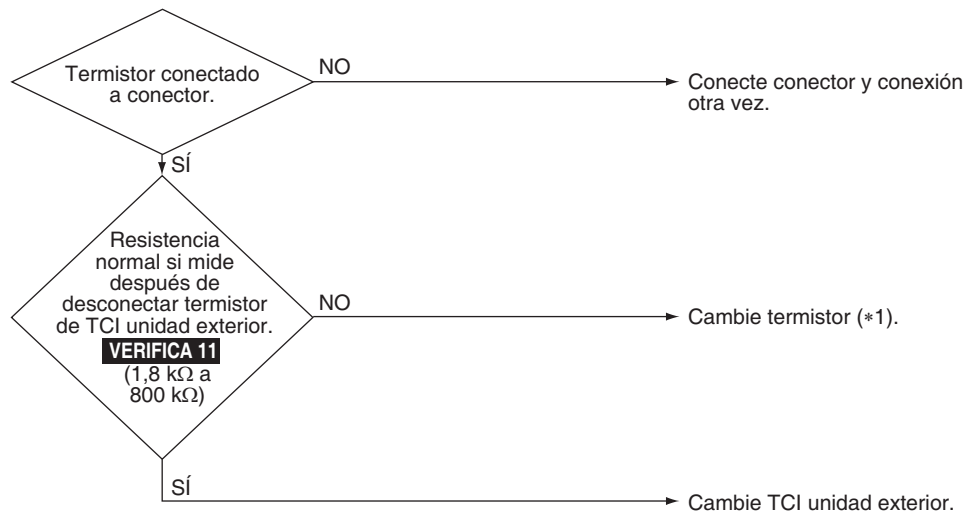 Termistor conectado
a conector.
NO
Conecte conector y conexión
otra vez.
SÍ
Resistencia
normal si mide
después de
desconectar termistor
de TCI unidad exterior.
VERIFICA 11
(1,8 kΩ a
800 kΩ)
NO
Cambie termistor (∗1).
SÍ
Cambie TCI unidad exterior.